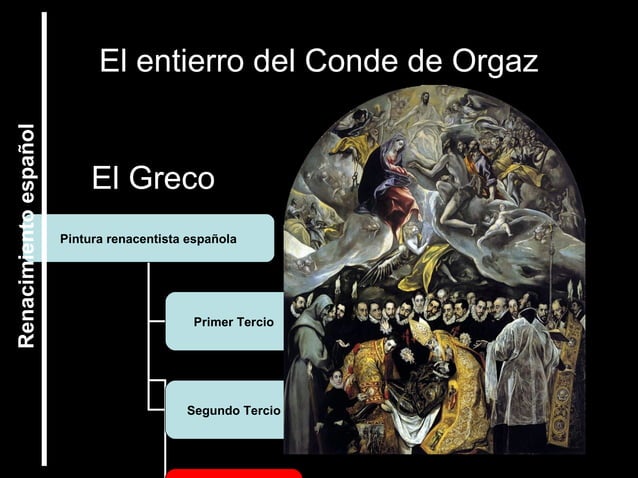 El entierro del Conde de Orgaz
El Greco
Renacimiento español
Pintura renacentista española
Primer Tercio
Segundo Tercio